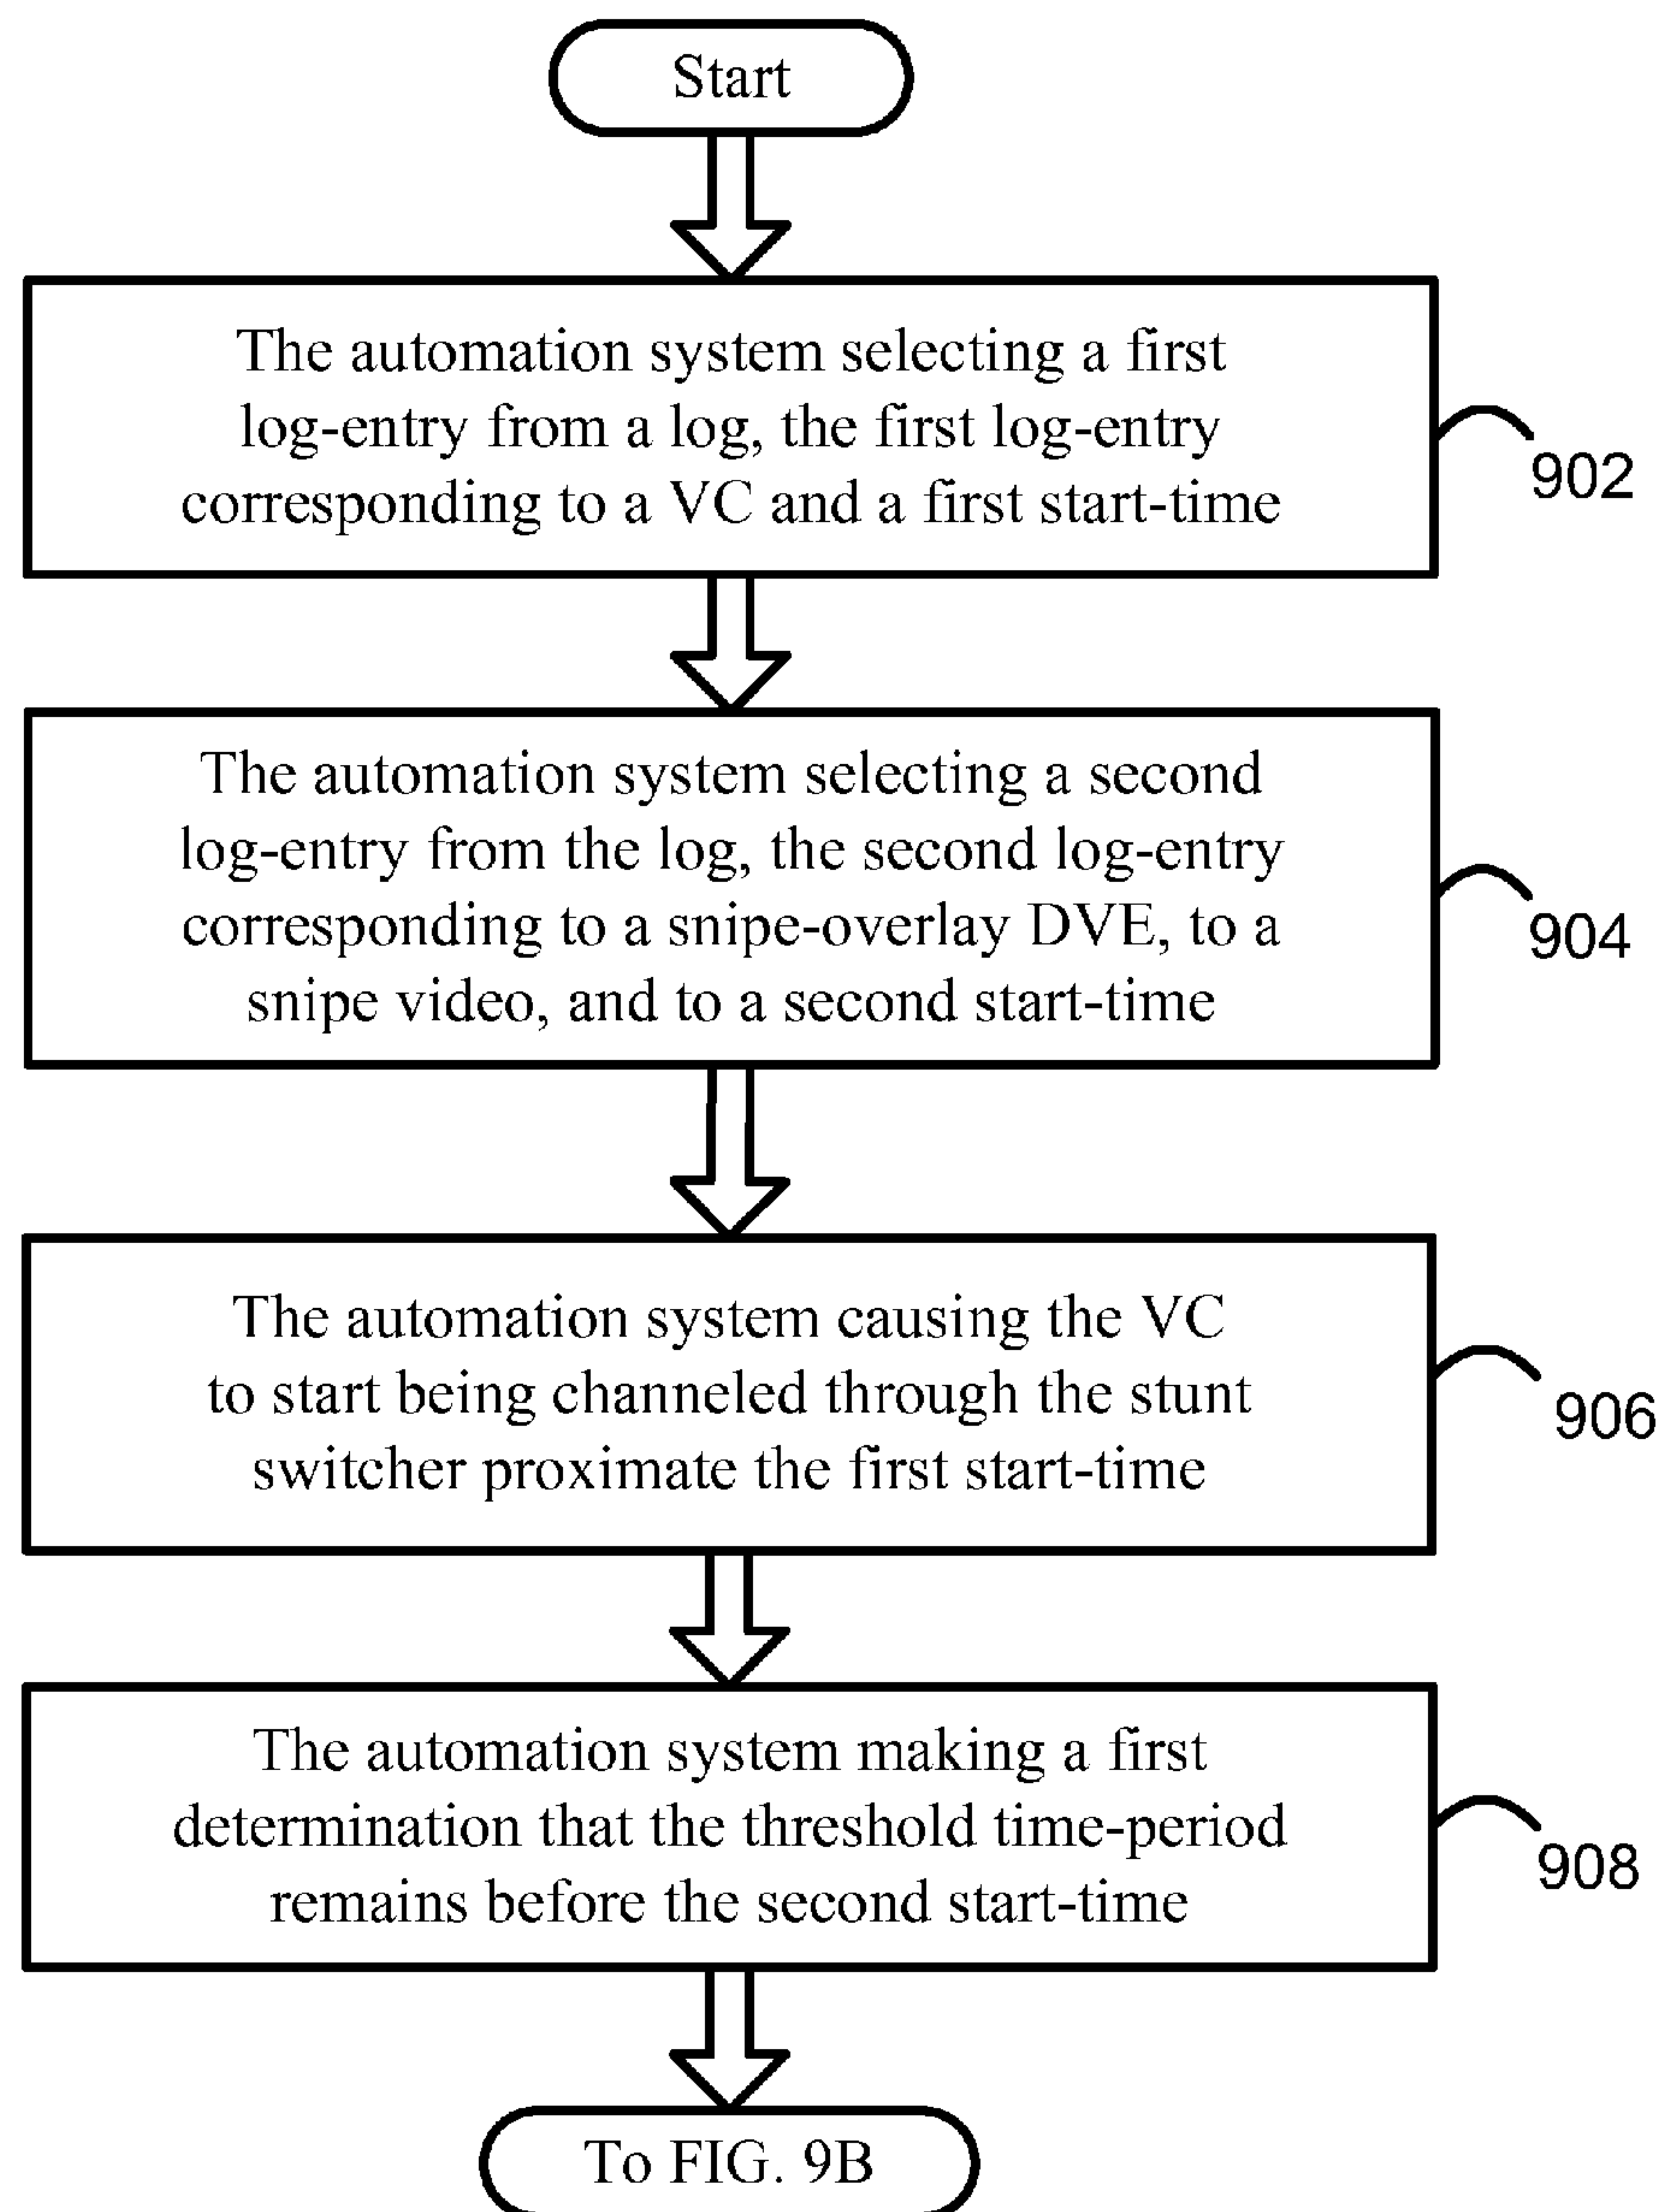 Start
The automation system selecting a first
log-entry from a log, the first log-entry
corresponding to a VC and a first start-time
902
The automation system selecting a second
log-entry from the log, the second log-entry
corresponding to a snipe-overlay DVE, to a
snipe video, and to a second start-time
904
The automation system causing the VC
to start being channeled through the stunt
switcher proximate the first start-time
906
The automation system making a first
determination that the threshold time-period
remains before the second start-time
908
To FIG. 9B